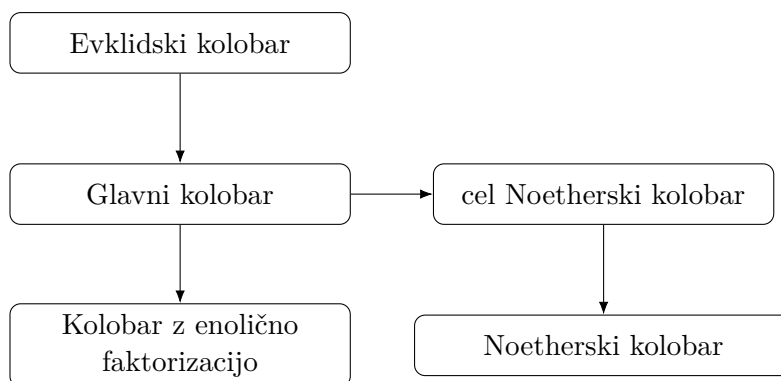 Evklidski kolobar
Glavni kolobar
cel Noetherski kolobar
Kolobar z enolično
faktorizacijo
Noetherski kolobar